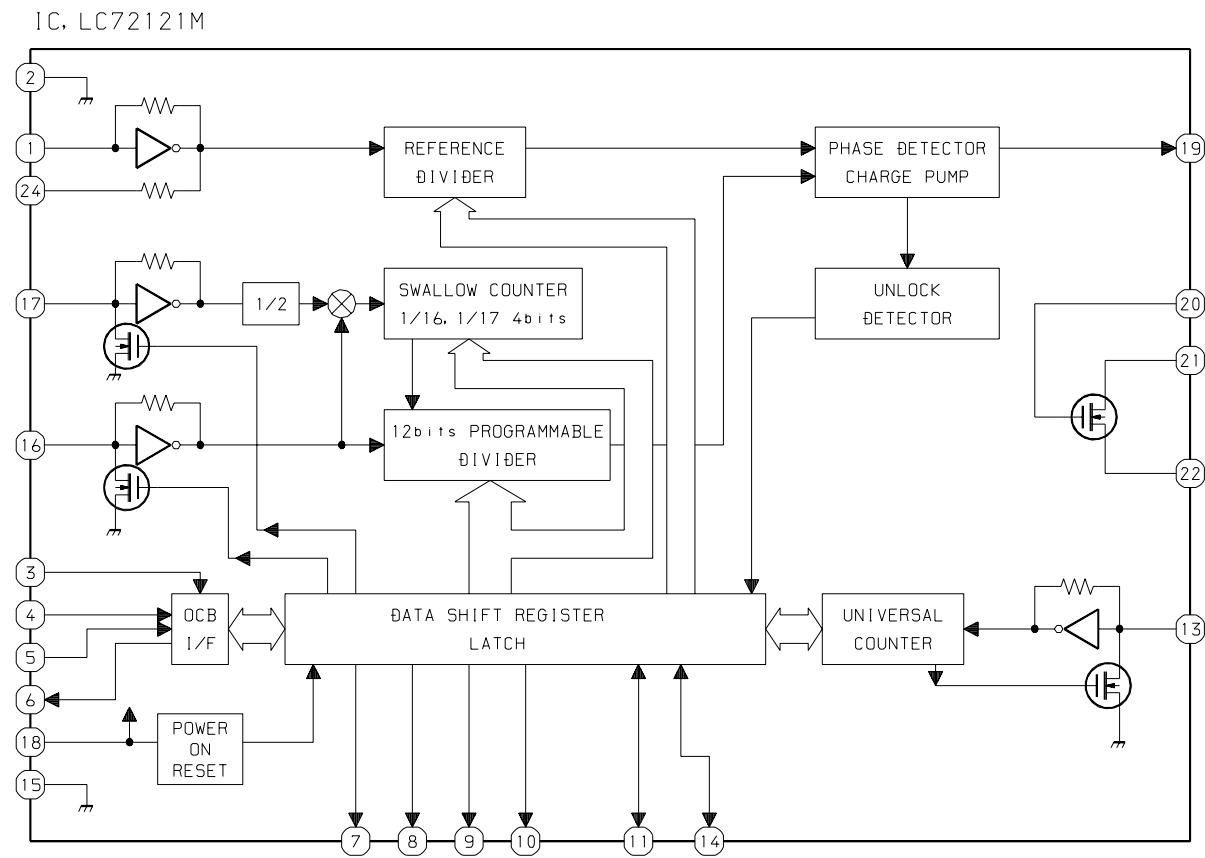 IC, LC72121M
2
1
REFERENCE
DIVIDER
PHASE DETECTOR
CHARGE PUMP
19
24
17
1/2
SWALLOW COUNTER
1/16, 1/17 4bits
UNLOCK
DETECTOR
20
21
16
12bits PROGRAMMABLE
DIVIDER
22
3
4
5
6
OCB
I/F
DATA SHIFT REGISTER
LATCH
UNIVERSAL
COUNTER
13
18
POWER
ON
RESET
15
7
8
9
10
11
14